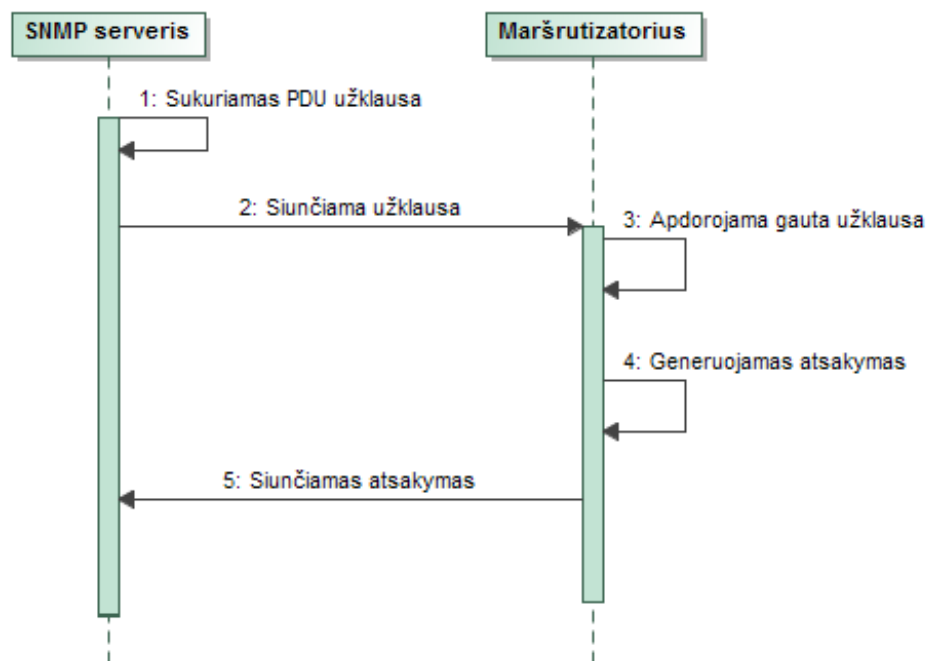 SNMP serveris
Maršrutizatorius
1: Sukuriamas PDU užklausa
2: Siunčiama užklausa
3: Apdorojama gauta užklausa
4: Generuojamas atsakymas
5: Siunčiamas atsakymas